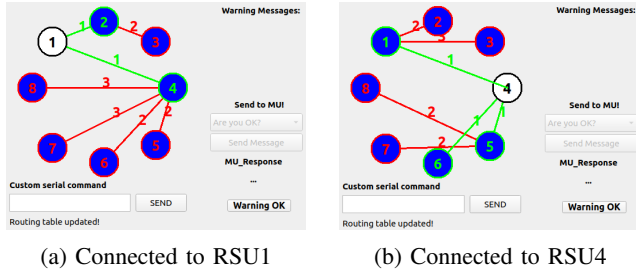 Warning Messages:
1
2
3
4
5
6
7
8
1
2
1
3
3
2
2
Send to MU!
Are you OK?
Send Message
MU_Response
...
Custom serial command
SEND
Warning OK
Routing table updated!
(a) Connected to RSU1
Warning Messages:
1
2
3
4
5
6
7
8
2
3
1
2
1
1
2
Send to MU!
Are you OK?
Send Message
MU_Response
...
Custom serial command
SEND
Warning OK
Routing table updated!
(b) Connected to RSU4